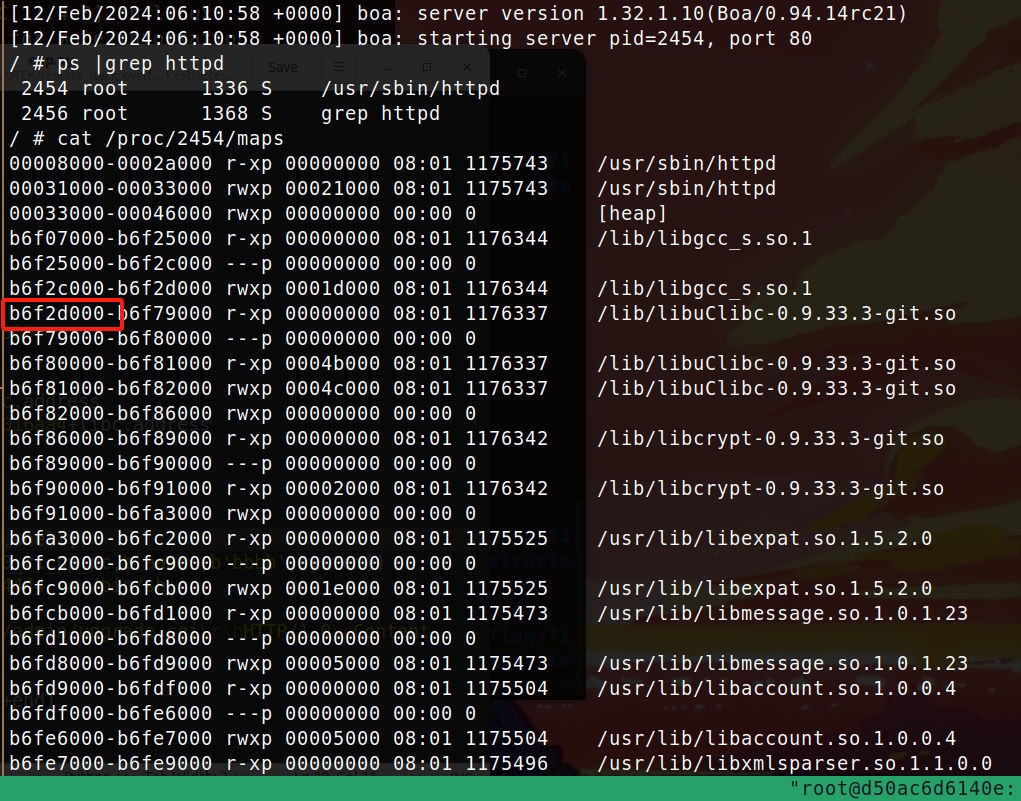 [12/Feb/2024:06:10:58 +0000] boa: server version 1.32.1.10(Boa/0.94.14rc21)
[12/Feb/2024:06:10:58 +0000] boa: starting server pid=2454, port 80
/ # ps |grep httpd
Save
2454 root 1336 S /usr/sbin/httpd
2456 root 1368 S grep httpd
/ # cat /proc/2454/maps
00008000-0002a000 r-xp 00000000 08:01 1175743 /usr/sbin/httpd
00031000-00033000 rwxp 00021000 08:01 1175743 /usr/sbin/httpd
00033000-00046000 rwxp 00000000 00:00 0 [heap]
b6f07000-b6f25000 r-xp 00000000 08:01 1176344 /lib/libgcc_s.so.1
b6f25000-b6f2c000 ---p 00000000 00:00 0
b6f2c000-b6f2d000 rwxp 0001d000 08:01 1176344 /lib/libgcc_s.so.1
b6f2d000-b6f79000 r-xp 00000000 08:01 1176337 /lib/libuClibc-0.9.33.3-git.so
b6f79000-b6f80000 ---p 00000000 00:00 0
b6f80000-b6f81000 r-xp 0004b000 08:01 1176337 /lib/libuClibc-0.9.33.3-git.so
b6f81000-b6f82000 rwxp 0004c000 08:01 1176337 /lib/libuClibc-0.9.33.3-git.so
b6f82000-b6f86000 rwxp 00000000 00:00 0
b6f86000-b6f89000 r-xp 00000000 08:01 1176342 /lib/libcrypt-0.9.33.3-git.so
b6f89000-b6f90000 ---p 00000000 00:00 0
b6f90000-b6f91000 r-xp 00002000 08:01 1176342 /lib/libcrypt-0.9.33.3-git.so
b6f91000-b6fa3000 rwxp 00000000 00:00 0
b6fa3000-b6fc2000 r-xp 00000000 08:01 1175525 /usr/lib/libexpat.so.1.5.2.0
b6fc2000-b6fc9000 ---p 00000000 00:00 0
b6fc9000-b6fcb000 rwxp 0001e000 08:01 1175525 /usr/lib/libexpat.so.1.5.2.0
b6fcb000-b6fd1000 r-xp 00000000 08:01 1175473 /usr/lib/libmessage.so.1.0.1.23
b6fd1000-b6fd8000 ---p 00000000 00:00 0
b6fd8000-b6fd9000 rwxp 00005000 08:01 1175473 /usr/lib/libmessage.so.1.0.1.23
b6fd9000-b6fdf000 r-xp 00000000 08:01 1175504 /usr/lib/libaccount.so.1.0.0.4
b6fdf000-b6fe6000 ---p 00000000 00:00 0
b6fe6000-b6fe7000 rwxp 00005000 08:01 1175504 /usr/lib/libaccount.so.1.0.0.4
b6fe7000-b6fe9000 r-xp 00000000 08:01 1175496 /usr/lib/libxmlsparser.so.1.1.0.0
"root@d50ac6d6140e: